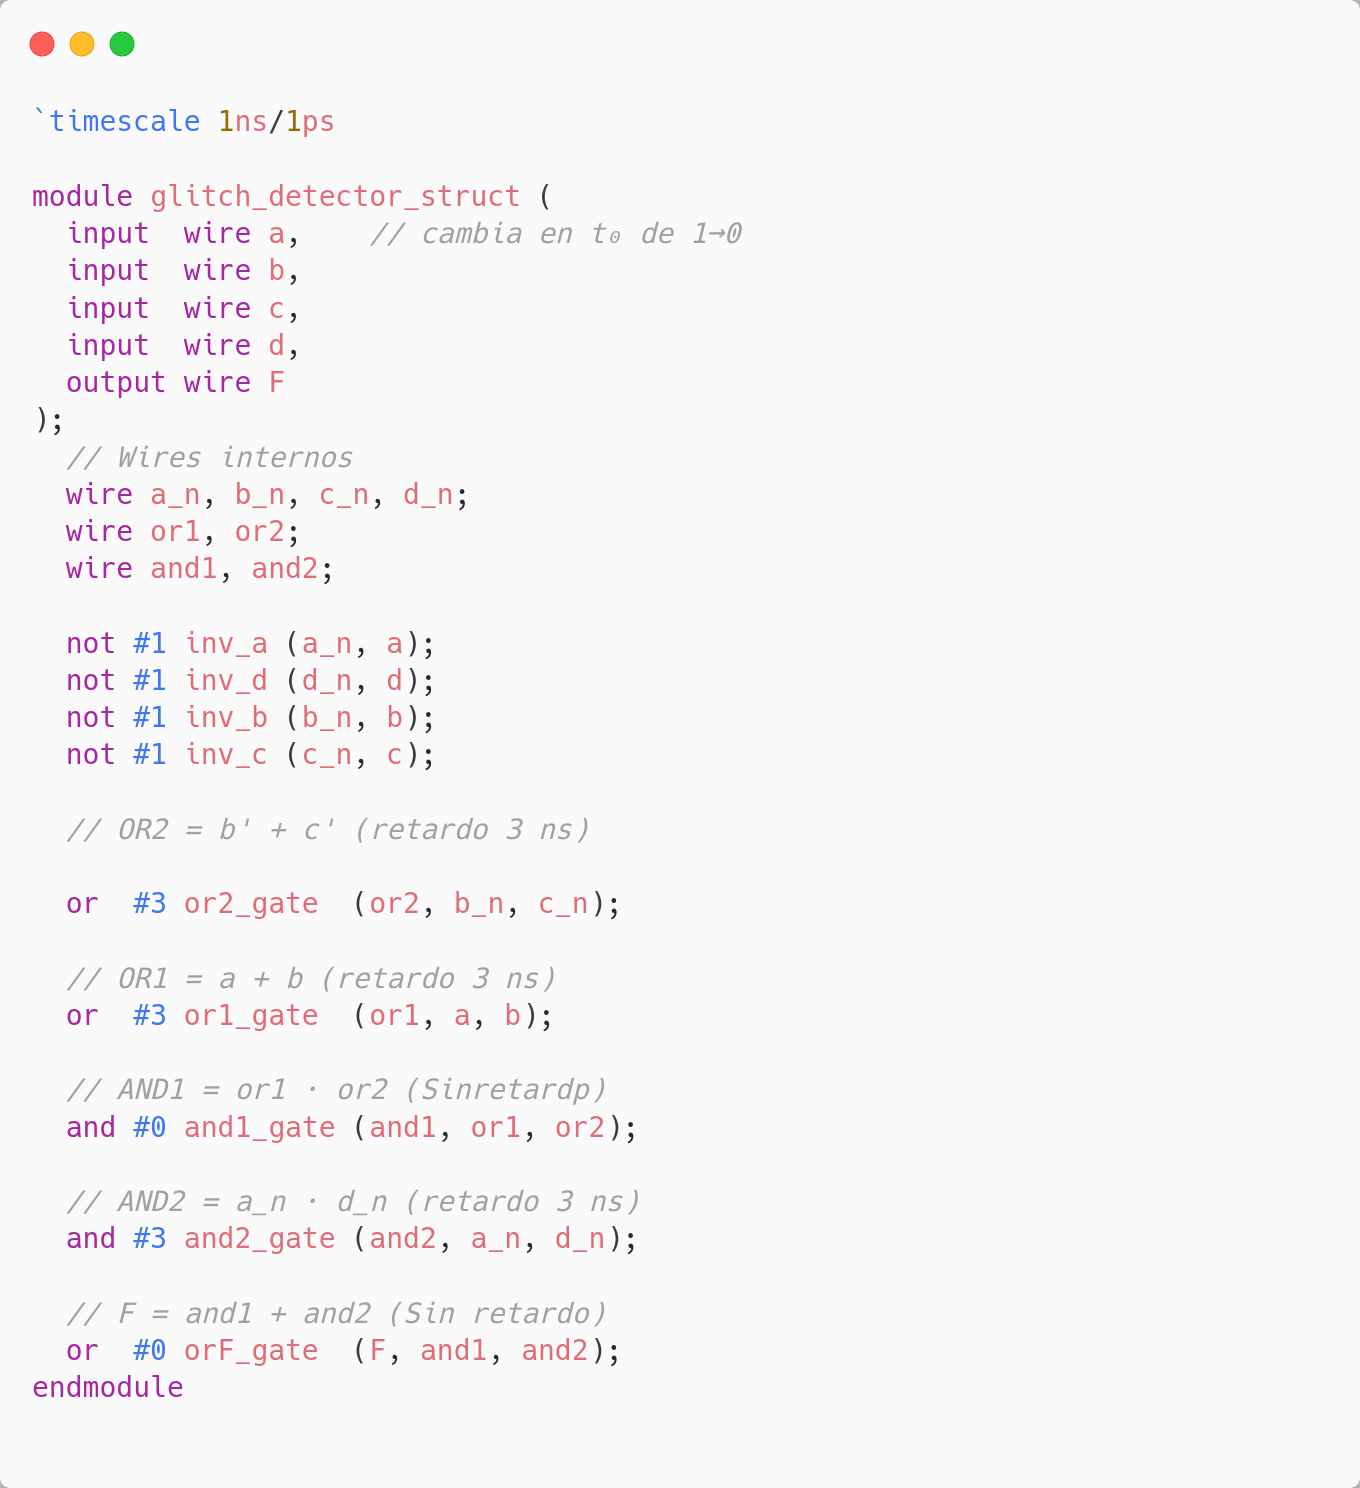 `timescale 1ns/1ps
module glitch_detector_struct (
  input  wire a,    // cambia en t₀ de 1→0
  input  wire b,
  input  wire c,
  input  wire d,
  output wire F
);
  // Wires internos
  wire a_n, b_n, c_n, d_n;
  wire or1, or2;
  wire and1, and2;
  not #1 inv_a (a_n, a);
  not #1 inv_d (d_n, d);
  not #1 inv_b (b_n, b);
  not #1 inv_c (c_n, c);
  // OR2 = b' + c' (retardo 3 ns)
  or  #3 or2_gate  (or2, b_n, c_n);
  // OR1 = a + b (retardo 3 ns)
  or  #3 or1_gate  (or1, a, b);
  // AND1 = or1 · or2 (Sinretardp)
  and #0 and1_gate (and1, or1, or2);
  // AND2 = a_n · d_n (retardo 3 ns)
  and #3 and2_gate (and2, a_n, d_n);
  // F = and1 + and2 (Sin retardo)
  or  #0 orF_gate  (F, and1, and2);
endmodule